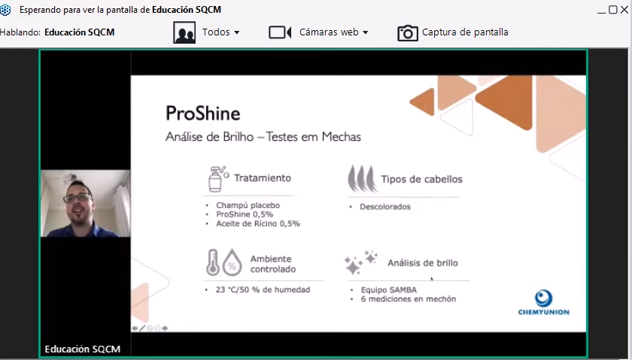 Esperando para ver la pantalla de Educación SQCM
Hablando: Educación SQCM
Todos
Cámaras web
Captura de pantalla
ProShine
Análise de Brilho – Testes em Mechas
Tratamiento
• Champú placebo
• ProShine 0,5%
• Aceite de Rícino 0,5%
Tipos de cabellos
• Descolorados
%
Ambiente
controlado
• 23 °C/50 % de humedad
Análisis de brillo
• Equipo SAMBA
• 6 mediciones en mechón
CHEMYUNION
Educación SQCM